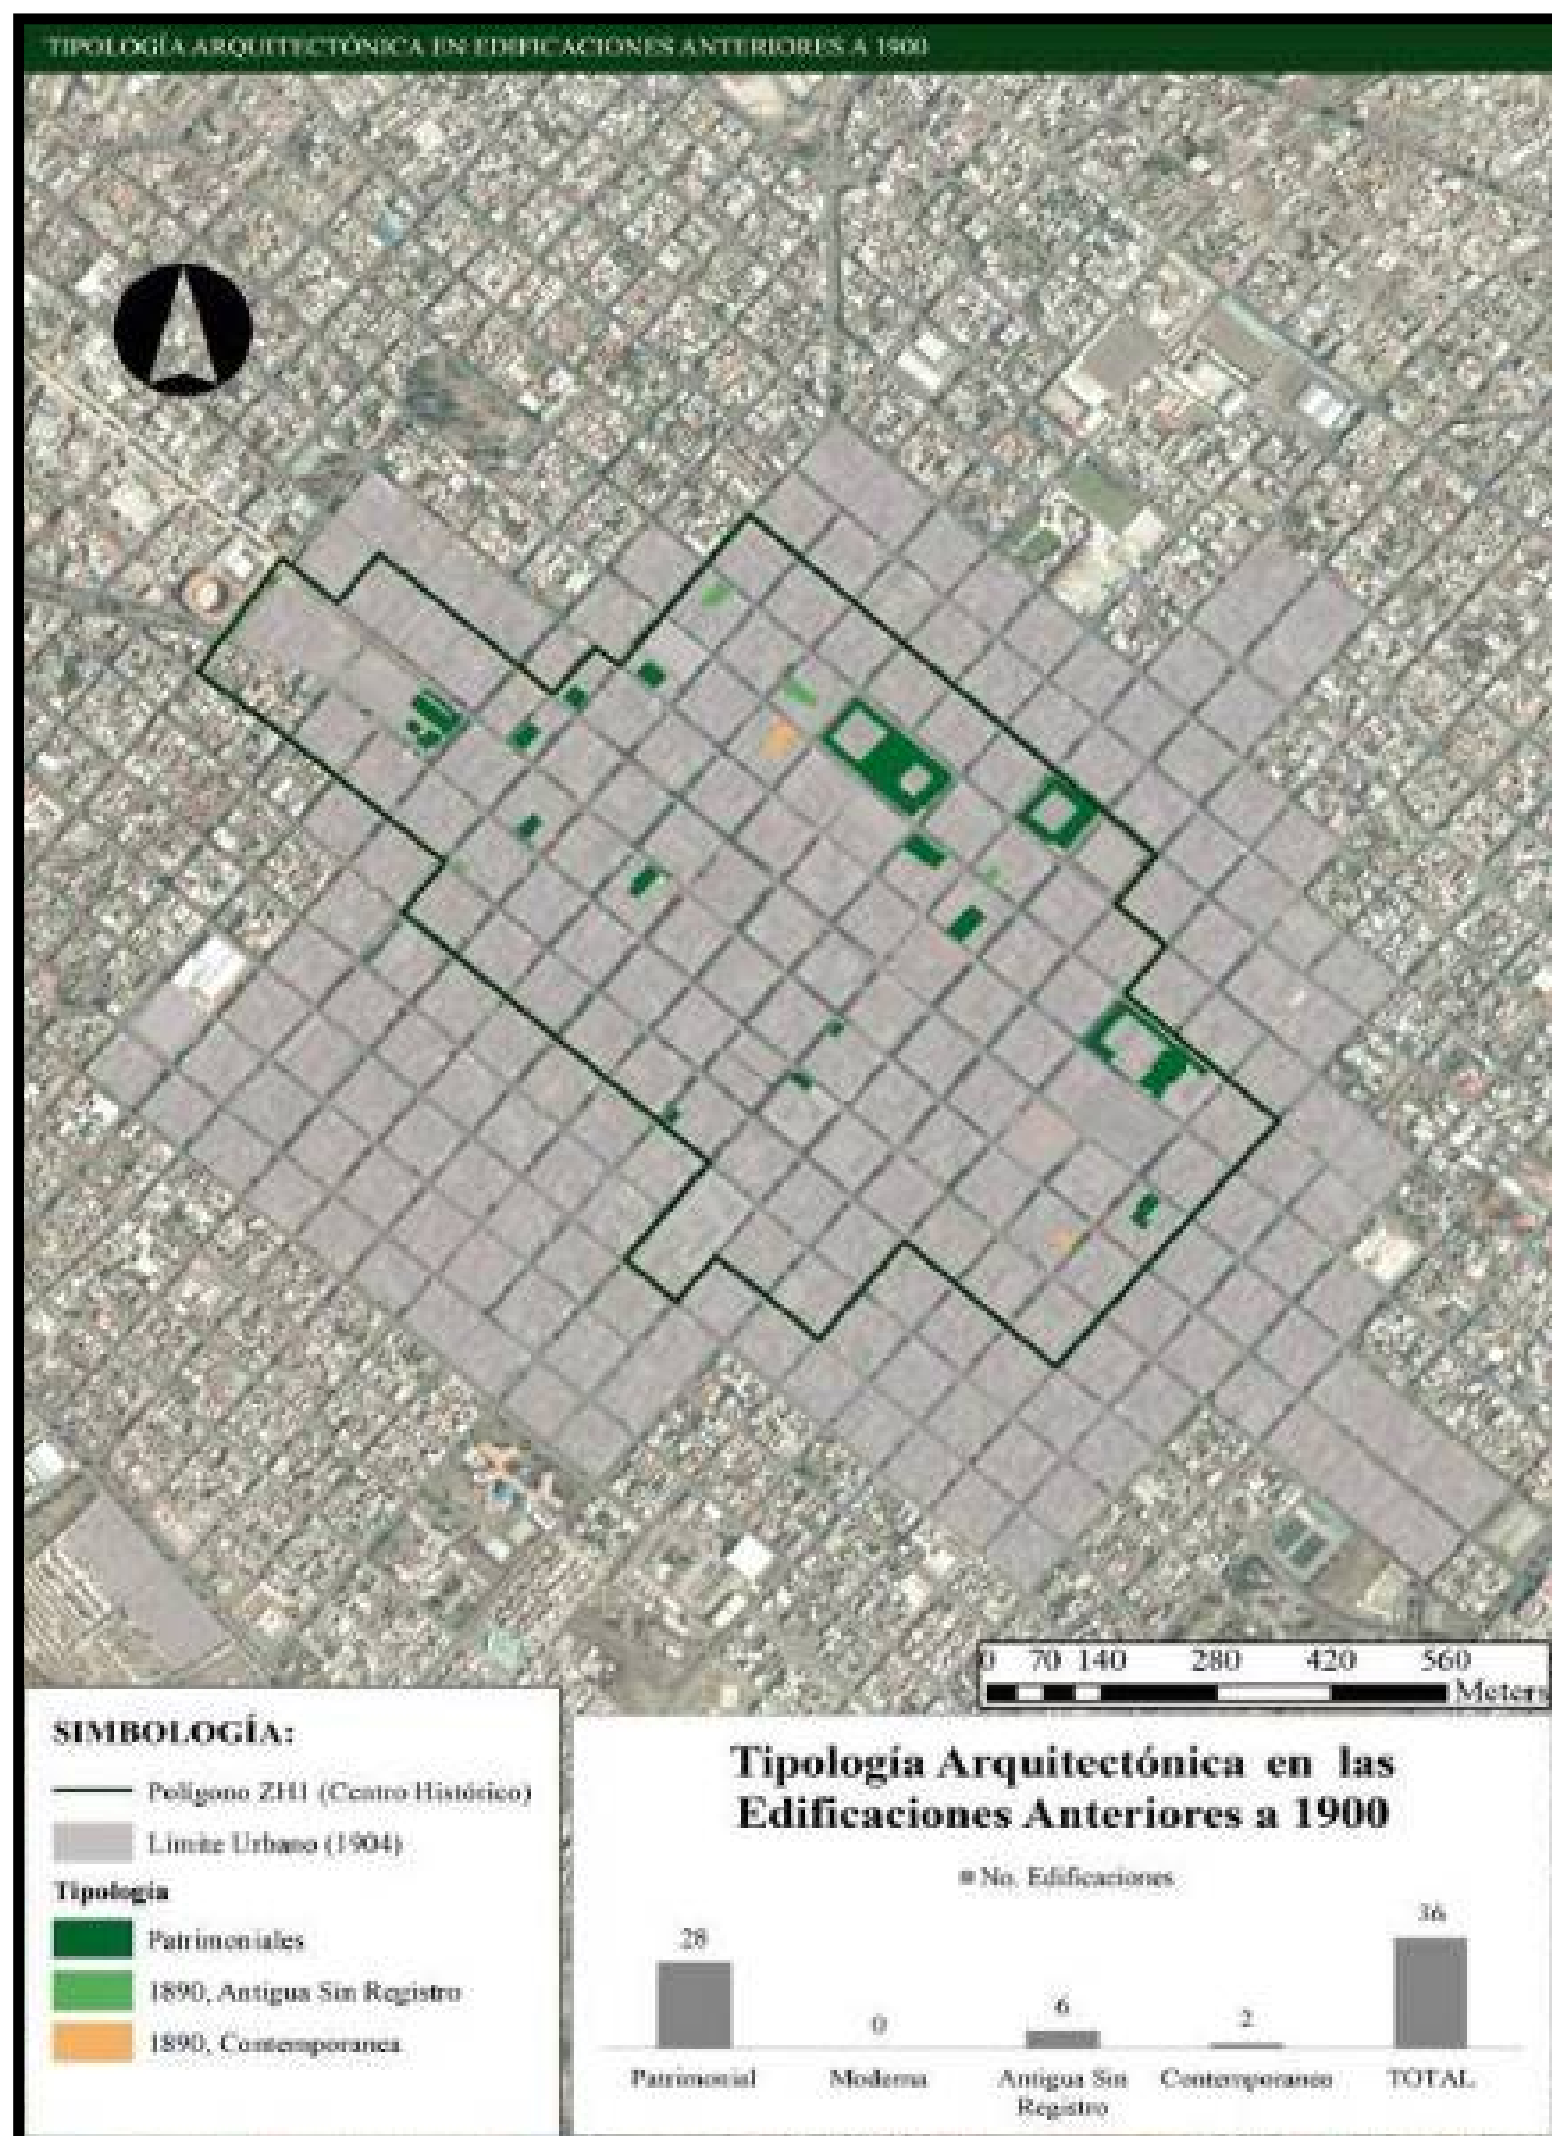 TIPOLOGÍA ARQUITECTÓNICA EN EDIFICACIONES ANTERIORES A 1900
0 70 140 280 420 560
Meters
SIMBOLOGÍA:
Polígono ZH1 (Centro Histórico)
Límite Urbano (1904)
Tipología
Patrimoniales
1890, Antigua Sin Registro
1890, Contemporanea
Tipología Arquitectónica en las
Edificaciones Anteriores a 1900
No. Edificaciones
28
0
6
2
36
Patrimonial
Moderna
Antigua Sin
Registro
Contemporaneo
TOTAL